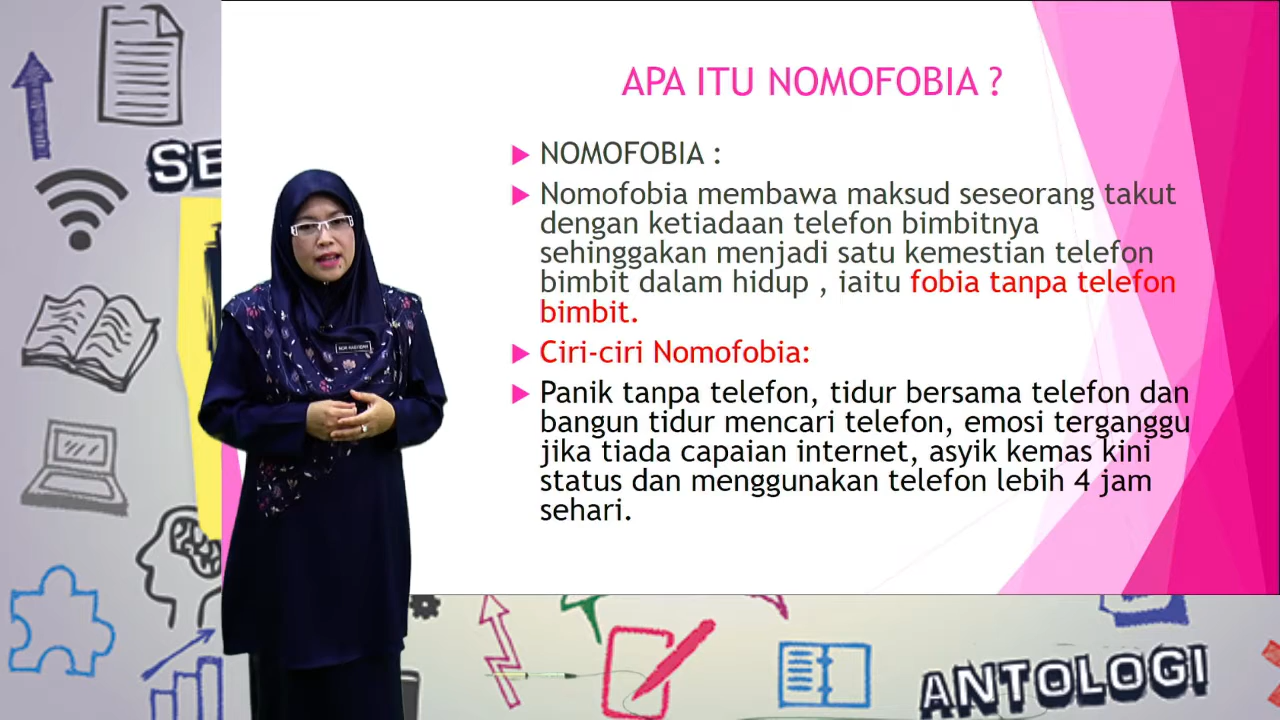 APA ITU NOMOFOBIA ?
NOMOFOBIA :
Nomofobia membawa maksud seseorang takut
dengan ketiadaan telefon bimbitnya
sehinggakan menjadi satu kemestian telefon
bimbit dalam hidup , iaitu fobia tanpa telefon
bimbit.
Ciri-ciri Nomofobia:
Panik tanpa telefon, tidur bersama telefon dan
bangun tidur mencari telefon, emosi terganggu
jika tiada capaian internet, asyik kemas kini
status dan menggunakan telefon lebih 4 jam
sehari.
SE
ANTOLOGI